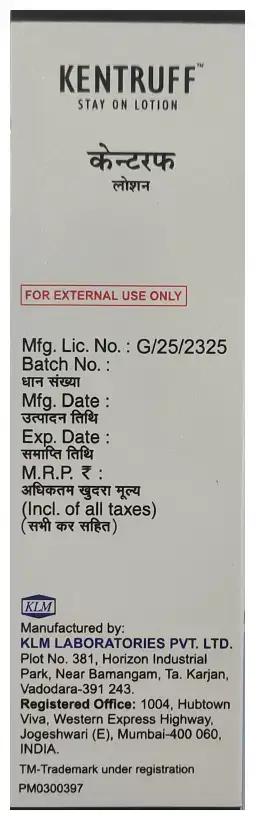 KENTRUFF™
STAY ON LOTION
केन्टरफ
लोशन
FOR EXTERNAL USE ONLY
Mfg. Lic. No. : G/25/2325
Batch No. :
धान संख्या
Mfg. Date :
उत्पादन तिथि
Exp. Date :
समाप्ति तिथि
M.R.P. ₹ :
अधिकतम खुदरा मूल्य
(Incl. of all taxes)
(सभी कर सहित)
KLM
Manufactured by:
KLM LABORATORIES PVT. LTD.
Plot No. 381, Horizon Industrial
Park, Near Bamangam, Ta. Karjan,
Vadodara-391 243.
Registered Office: 1004, Hubtown
Viva, Western Express Highway,
Jogeshwari (E), Mumbai-400 060,
INDIA.
TM-Trademark under registration
PM0300397